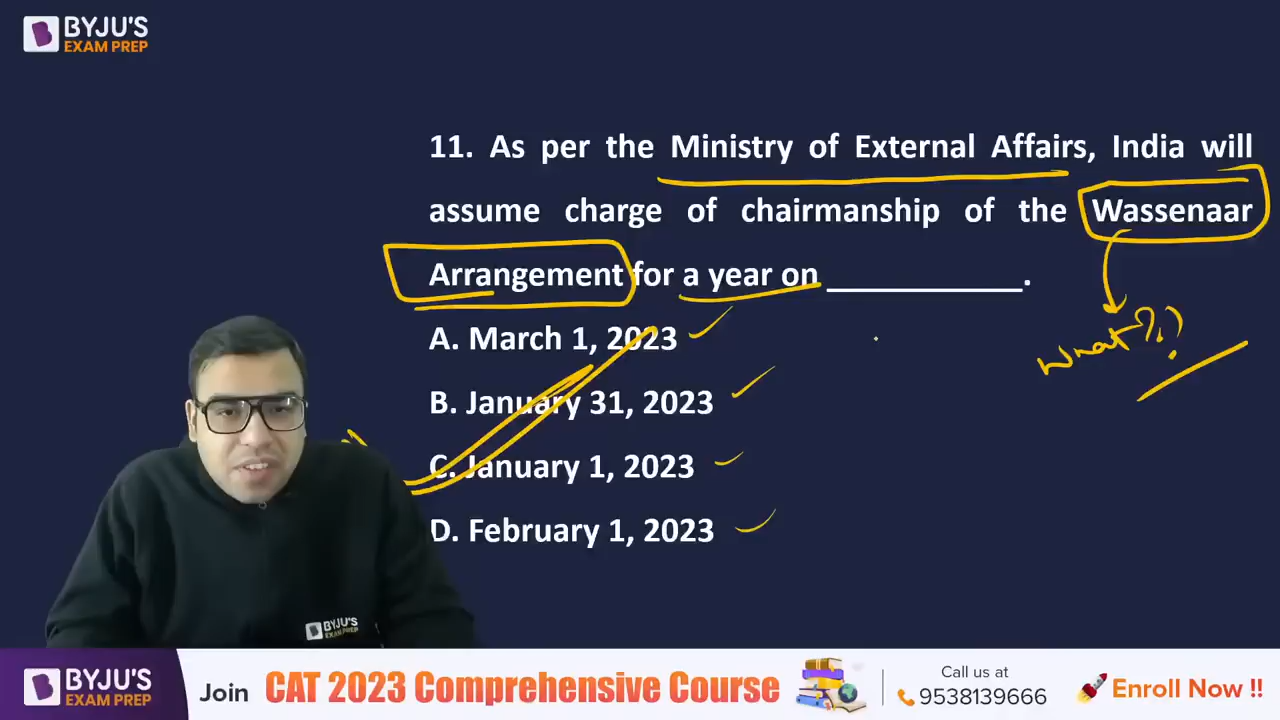 BYJU'S
EXAM PREP
11. As per the Ministry of External Affairs, India will
assume charge of chairmanship of the Wassenaar
Arrangement for a year on ____________.
What??
A. March 1, 2023
B. January 31, 2023
C. January 1, 2023
D. February 1, 2023
BYJU'S
EXAM PREP
BYJU'S
EXAM PREP
Join CAT 2023 Comprehensive Course
Call us at
9538139666
Enroll Now !!